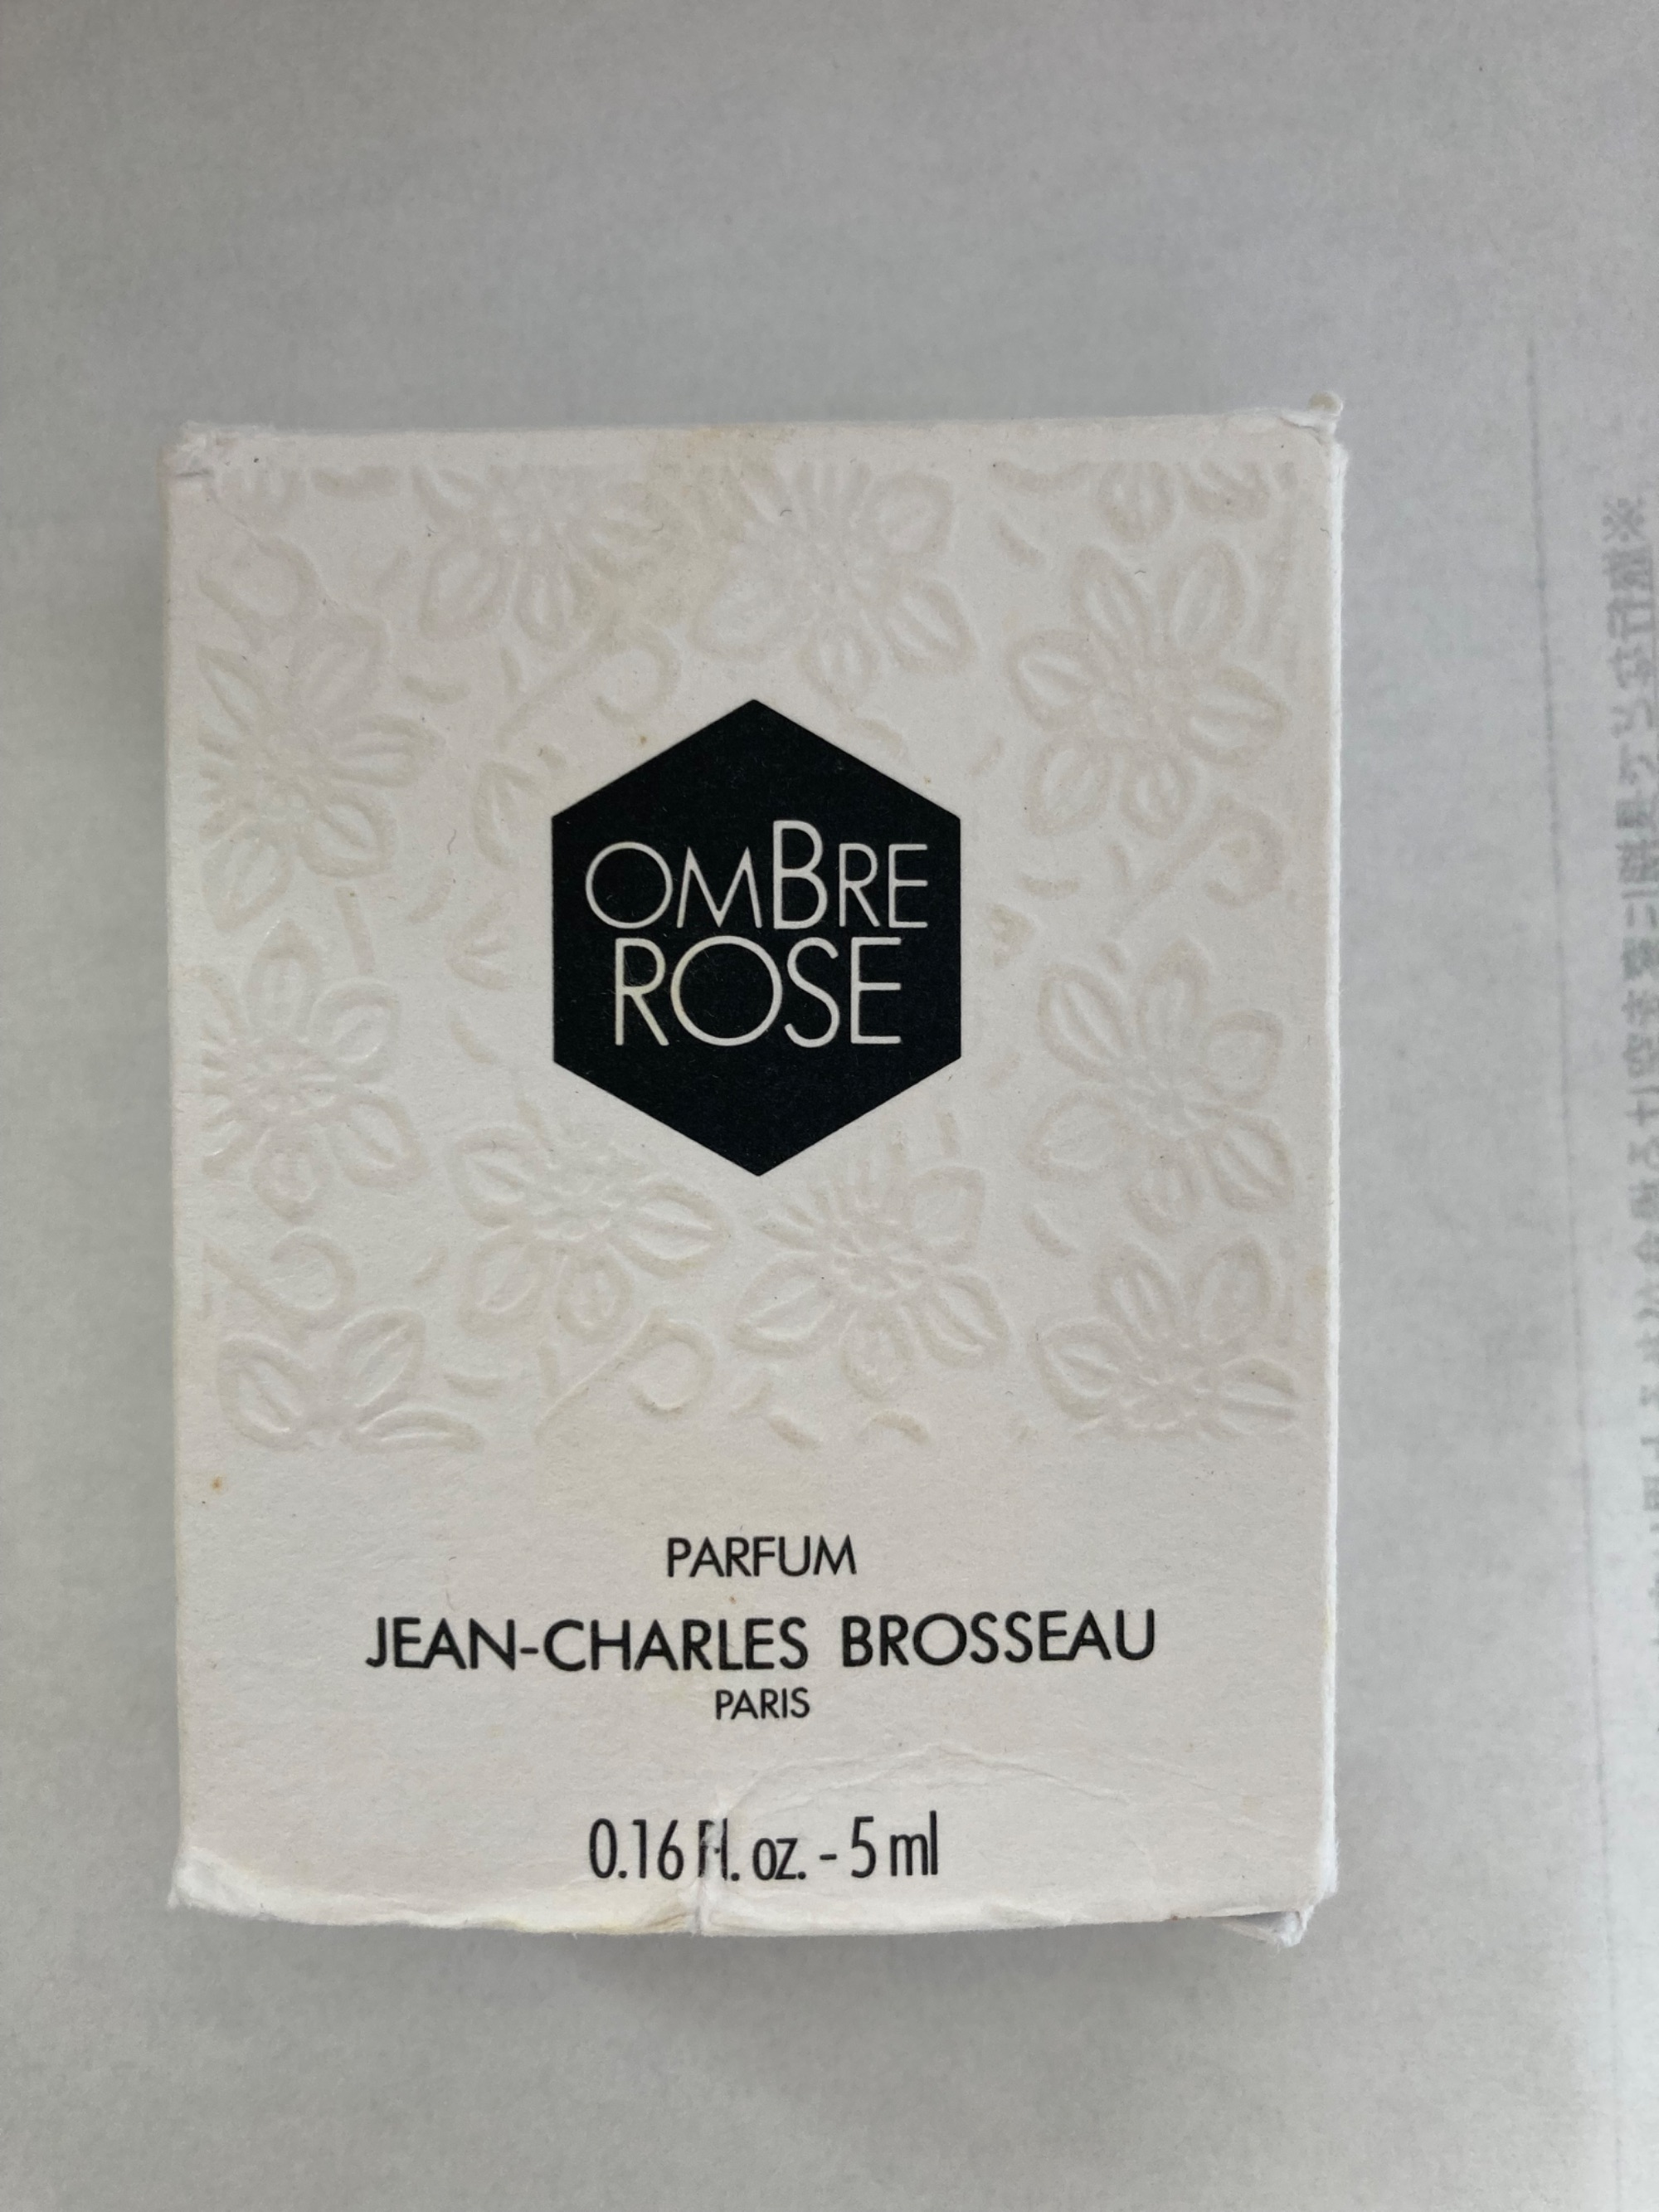 OMBRE
ROSE
PARFUM
JEAN-CHARLES BROSSEAU
PARIS
0.16 Fl. oz. - 5 ml